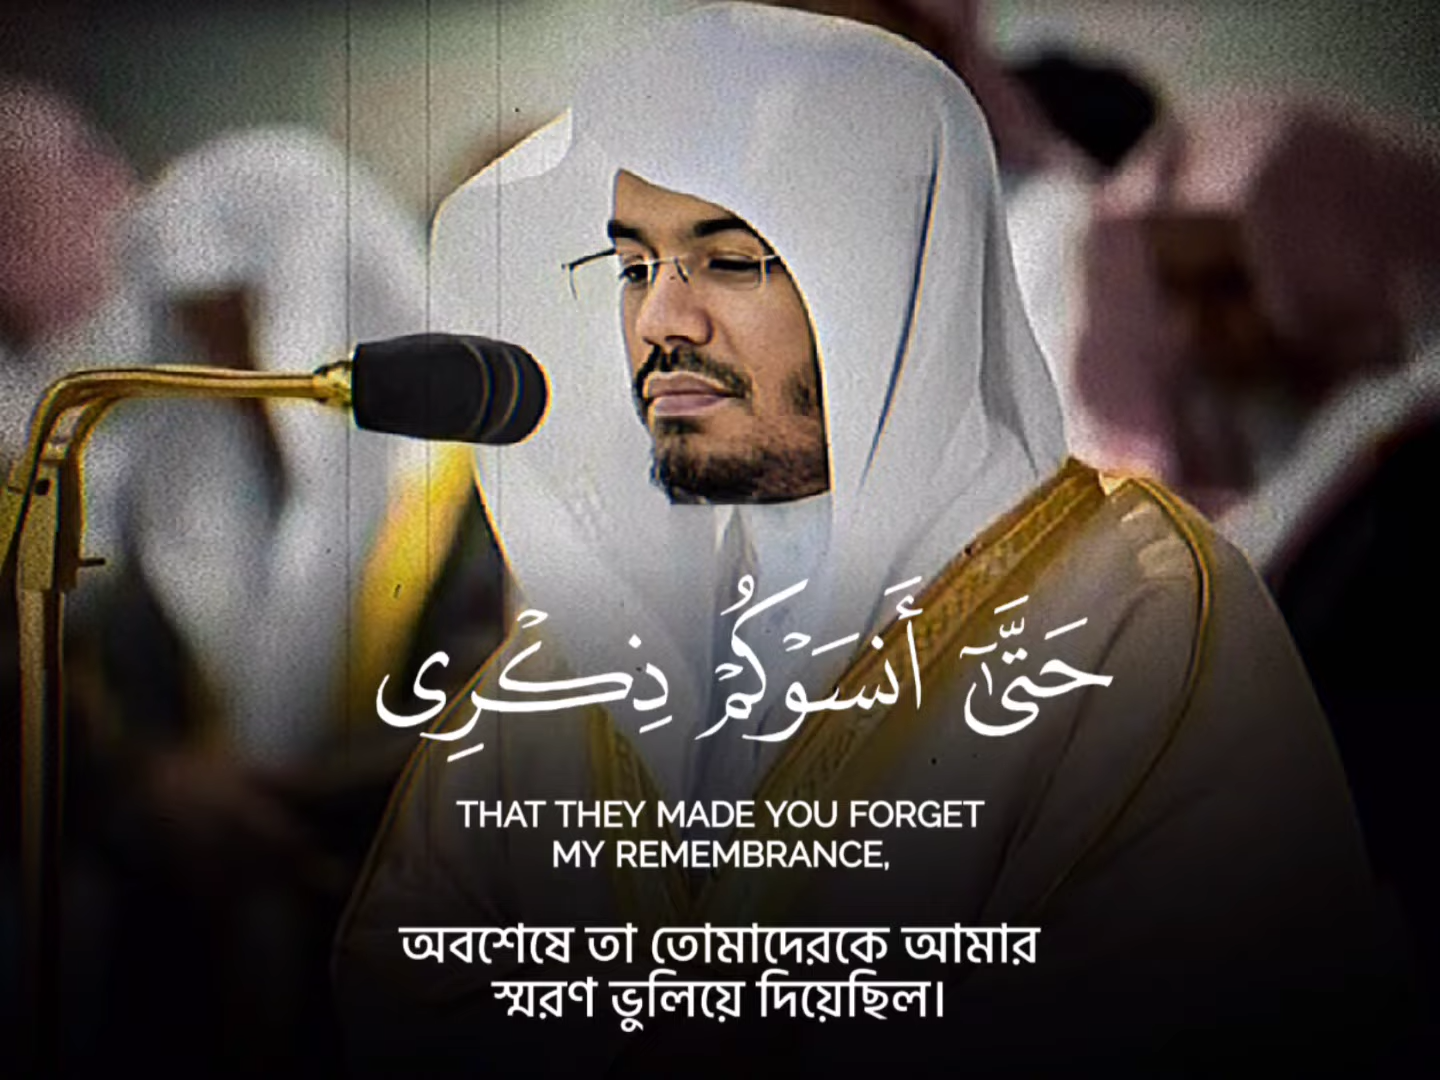 حَتَّىٰٓ أَنسَوْكُمْ ذِكْرِى
THAT THEY MADE YOU FORGET
MY REMEMBRANCE,
অবশেষে তা তোমাদেরকে আমার
স্মরণ ভুলিয়ে দিয়েছিল।